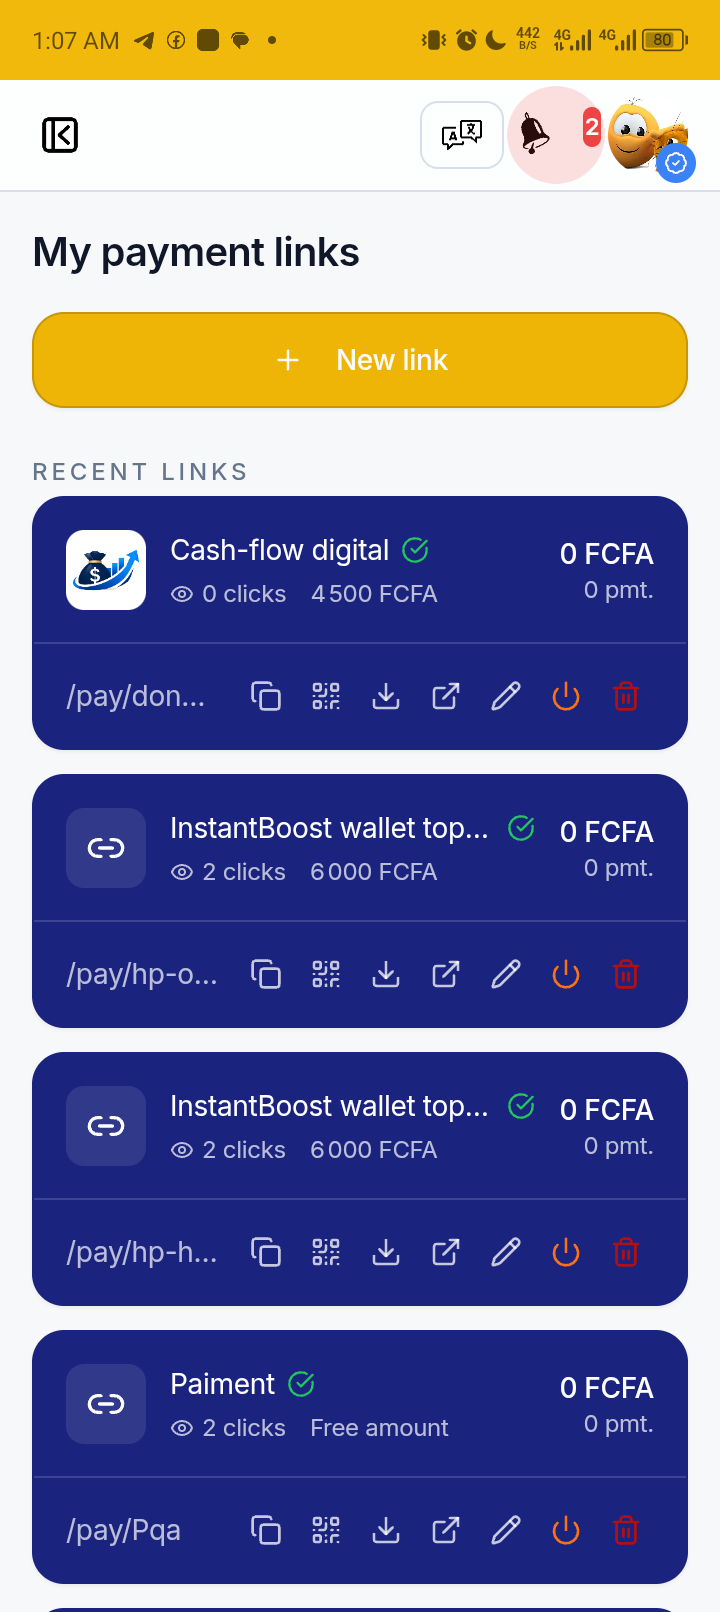 1:07 AM 442 B/S 4G 4G 80
A 文 2
My payment links
+ New link
RECENT LINKS
Cash-flow digital 0 FCFA
0 clicks 4 500 FCFA 0 pmt.
/pay/don...
InstantBoost wallet top... 0 FCFA
2 clicks 6 000 FCFA 0 pmt.
/pay/hp-o...
InstantBoost wallet top... 0 FCFA
2 clicks 6 000 FCFA 0 pmt.
/pay/hp-h...
Paiment 0 FCFA
2 clicks Free amount 0 pmt.
/pay/Pqa